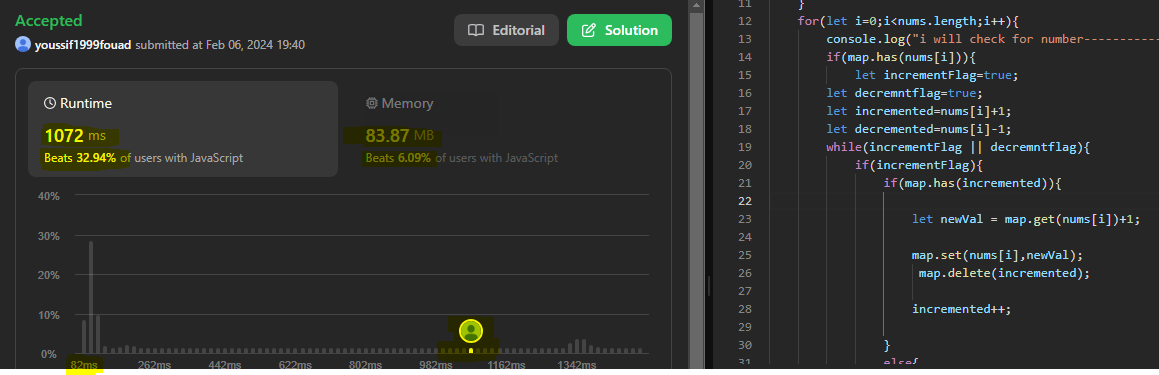 Accepted
youssif1999fouad submitted at Feb 06, 2024 19:40
Editorial
Solution
Runtime
1072 ms
Beats 32.94% of users with JavaScript
Memory
83.87 MB
Beats 6.09% of users with JavaScript
40%
30%
20%
10%
0%
82ms 262ms 442ms 622ms 802ms 982ms 1162ms 1342ms
11 }
12 for(let i=0;i<nums.length;i++){
13 console.log("i will check for number------------
14 if(map.has(nums[i])){
15 let incrementFlag=true;
16 let decremntflag=true;
17 let incremented=nums[i]+1;
18 let decremented=nums[i]-1;
19 while(incrementFlag || decremntflag){
20 if(incrementFlag){
21 if(map.has(incremented)){
22
23 let newVal = map.get(nums[i])+1;
24
25 map.set(nums[i],newVal);
26 map.delete(incremented);
27
28 incremented++;
29
30 }
31 else{